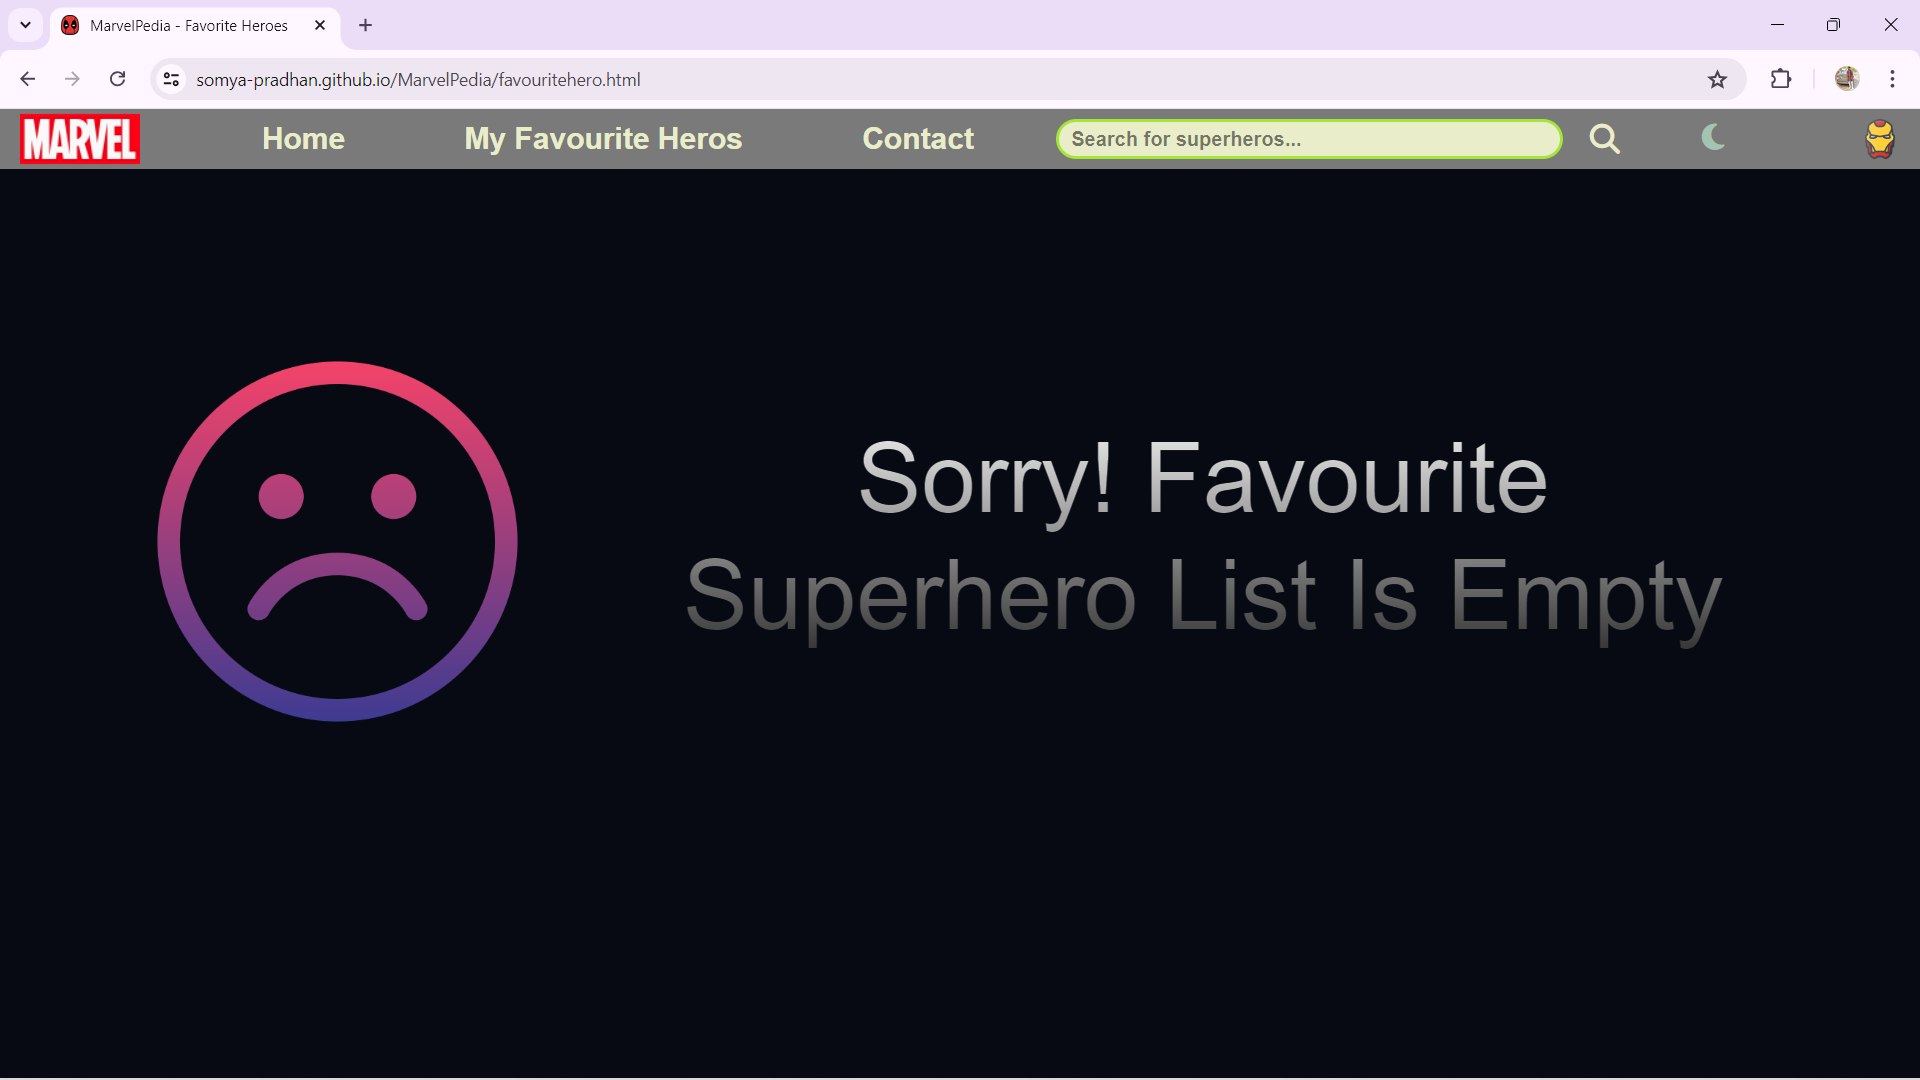 MarvelPedia - Favorite Heroes
somya-pradhan.github.io/MarvelPedia/favouritehero.html
MARVEL Home My Favourite Heros Contact Search for superheros...
Sorry! Favourite
Superhero List Is Empty